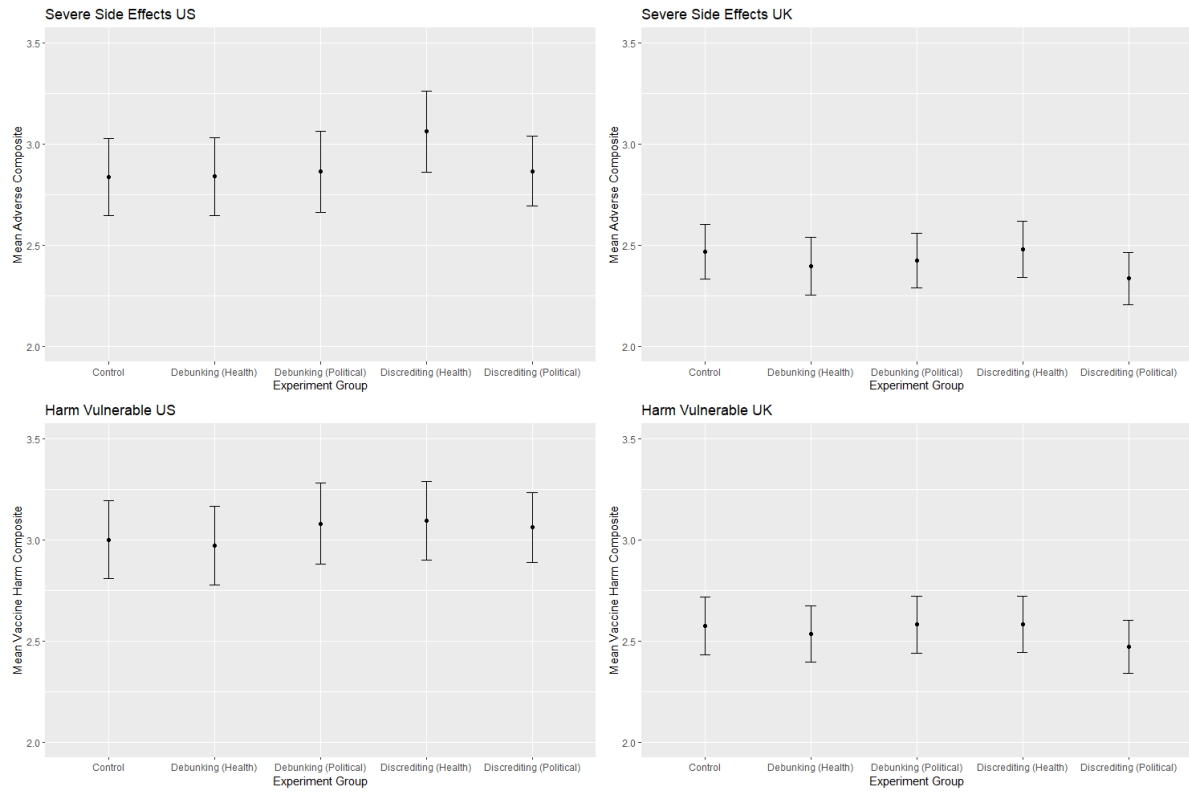 Severe Side Effects US
Mean Adverse Composite
3.5
3.0
2.5
2.0
Control Debunking (Health) Debunking (Political) Discrediting (Health) Discrediting (Political)
Experiment Group
Severe Side Effects UK
Mean Adverse Composite
3.5
3.0
2.5
2.0
Control Debunking (Health) Debunking (Political) Discrediting (Health) Discrediting (Political)
Experiment Group
Harm Vulnerable US
Mean Vaccine Harm Composite
3.5
3.0
2.5
2.0
Control Debunking (Health) Debunking (Political) Discrediting (Health) Discrediting (Political)
Experiment Group
Harm Vulnerable UK
Mean Vaccine Harm Composite
3.5
3.0
2.5
2.0
Control Debunking (Health) Debunking (Political) Discrediting (Health) Discrediting (Political)
Experiment Group